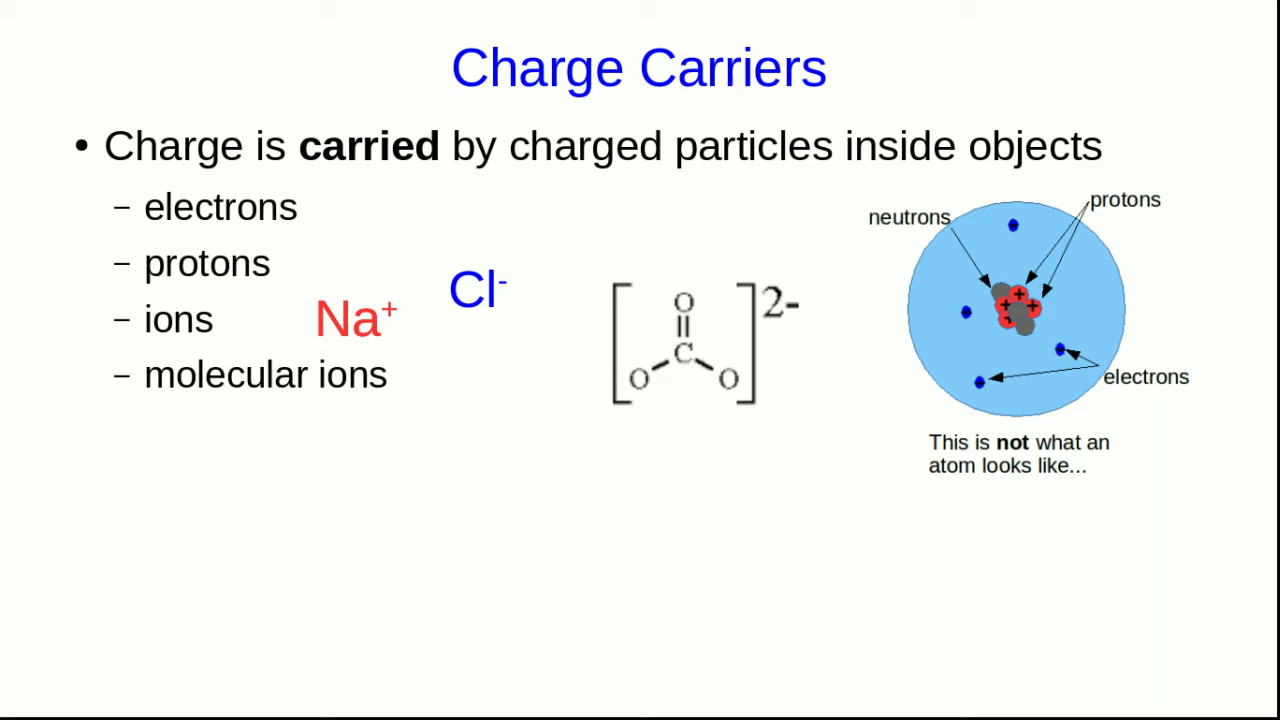 Charge Carriers
• Charge is carried by charged particles inside objects
– electrons
– protons
– ions
– molecular ions
Na⁺
Cl⁻
[O=C(O)(O)]2-
neutrons
protons
electrons
This is not what an
atom looks like...